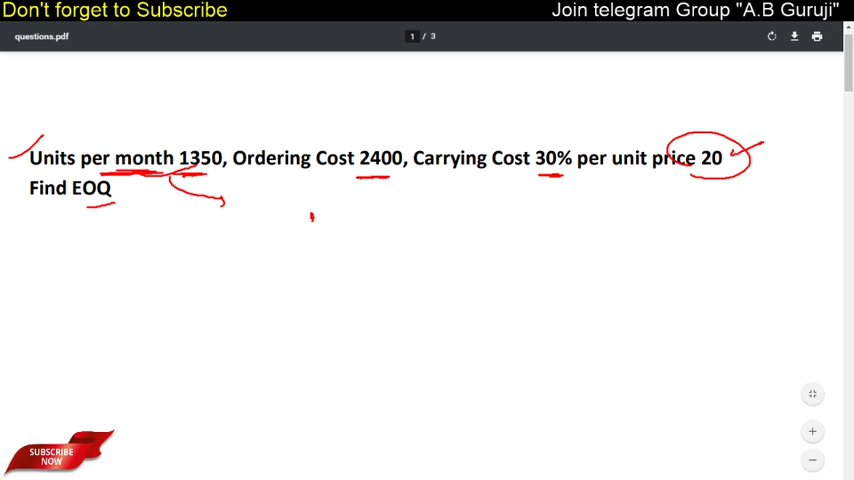 Don't forget to Subscribe
Join telegram Group "A.B Guruji"
questions.pdf
1 / 3
Units per month 1350, Ordering Cost 2400, Carrying Cost 30% per unit price 20
Find EOQ
SUBSCRIBE
NOW